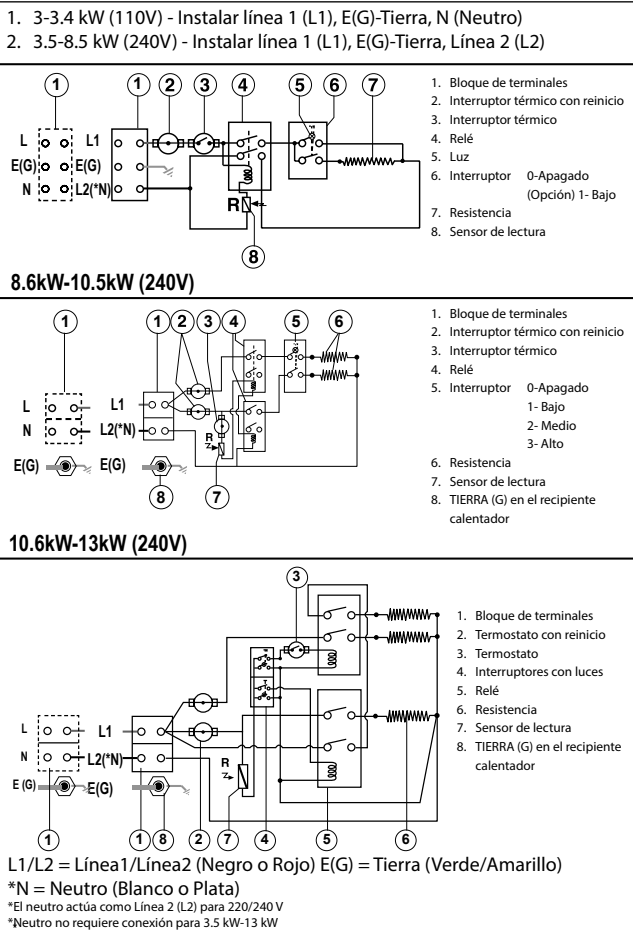 1. 3-3.4 kW (110V) - Instalar línea 1 (L1), E(G)-Tierra, N (Neutro)
2. 3.5-8.5 kW (240V) - Instalar línea 1 (L1), E(G)-Tierra, Línea 2 (L2)
1 1 2 3 4 5 6 7
L L1
E(G) E(G)
N L2(*N)
R
8
1. Bloque de terminales
2. Interruptor térmico con reinicio
3. Interruptor térmico
4. Relé
5. Luz
6. Interruptor 0-Apagado
(Opción) 1- Bajo
7. Resistencia
8. Sensor de lectura
8.6kW-10.5kW (240V)
1 1 2 3 4 5 6
L L1
N L2(*N)
R
E(G) E(G)
8 7
1. Bloque de terminales
2. Interruptor térmico con reinicio
3. Interruptor térmico
4. Relé
5. Interruptor 0-Apagado
1- Bajo
2- Medio
3- Alto
6. Resistencia
7. Sensor de lectura
8. TIERRA (G) en el recipiente
calentador
10.6kW-13kW (240V)
3
L L1
N L2(*N)
R
E (G) E(G)
1 1 8 2 7 4 5 6
1. Bloque de terminales
2. Termostato con reinicio
3. Termostato
4. Interruptores con luces
5. Relé
6. Resistencia
7. Sensor de lectura
8. TIERRA (G) en el recipiente
calentador
L1/L2 = Línea1/Línea2 (Negro o Rojo) E(G) = Tierra (Verde/Amarillo)
*N = Neutro (Blanco o Plata)
*El neutro actúa como Línea 2 (L2) para 220/240 V
*Neutro no requiere conexión para 3.5 kW-13 kW